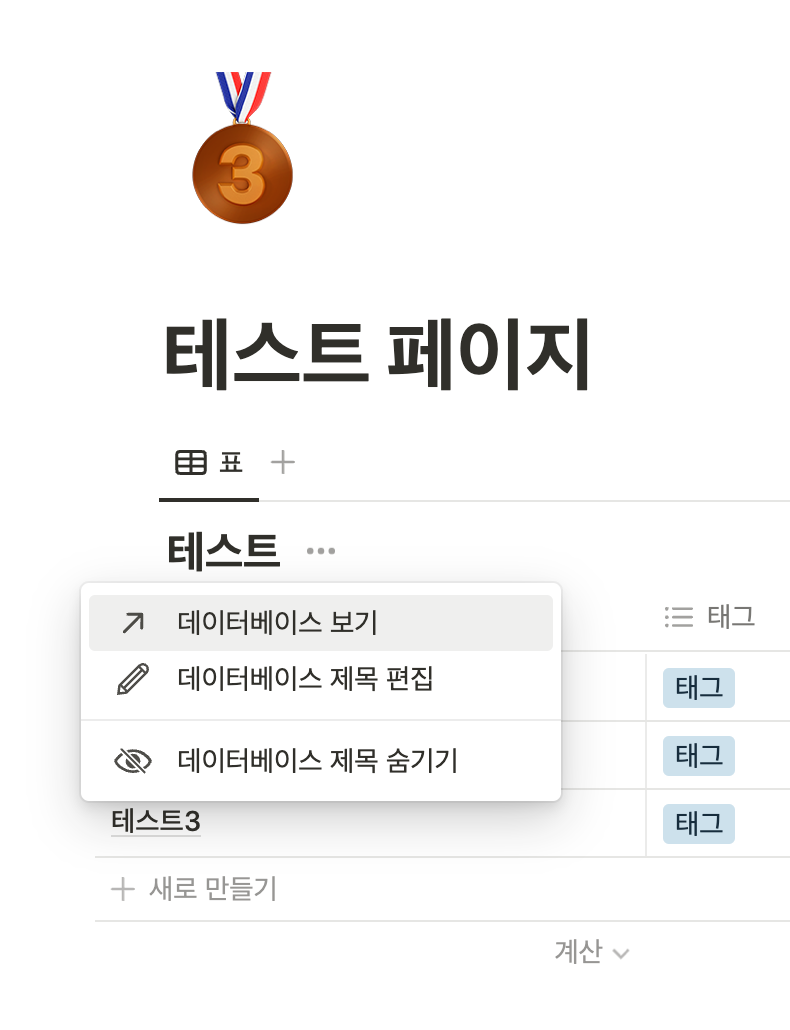 3
테스트 페이지
표
테스트
데이터베이스 보기
데이터베이스 제목 편집
데이터베이스 제목 숨기기
태그
태그
태그
테스트3
태그
새로 만들기
계산